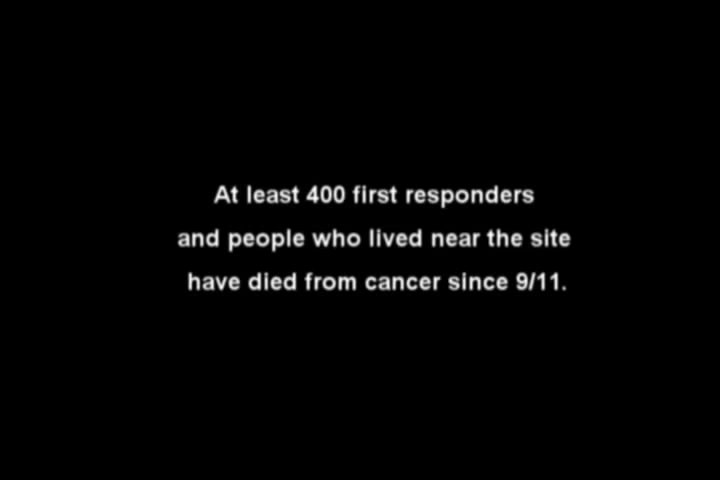 At least 400 first responders
and people who lived near the site
have died from cancer since 9/11.